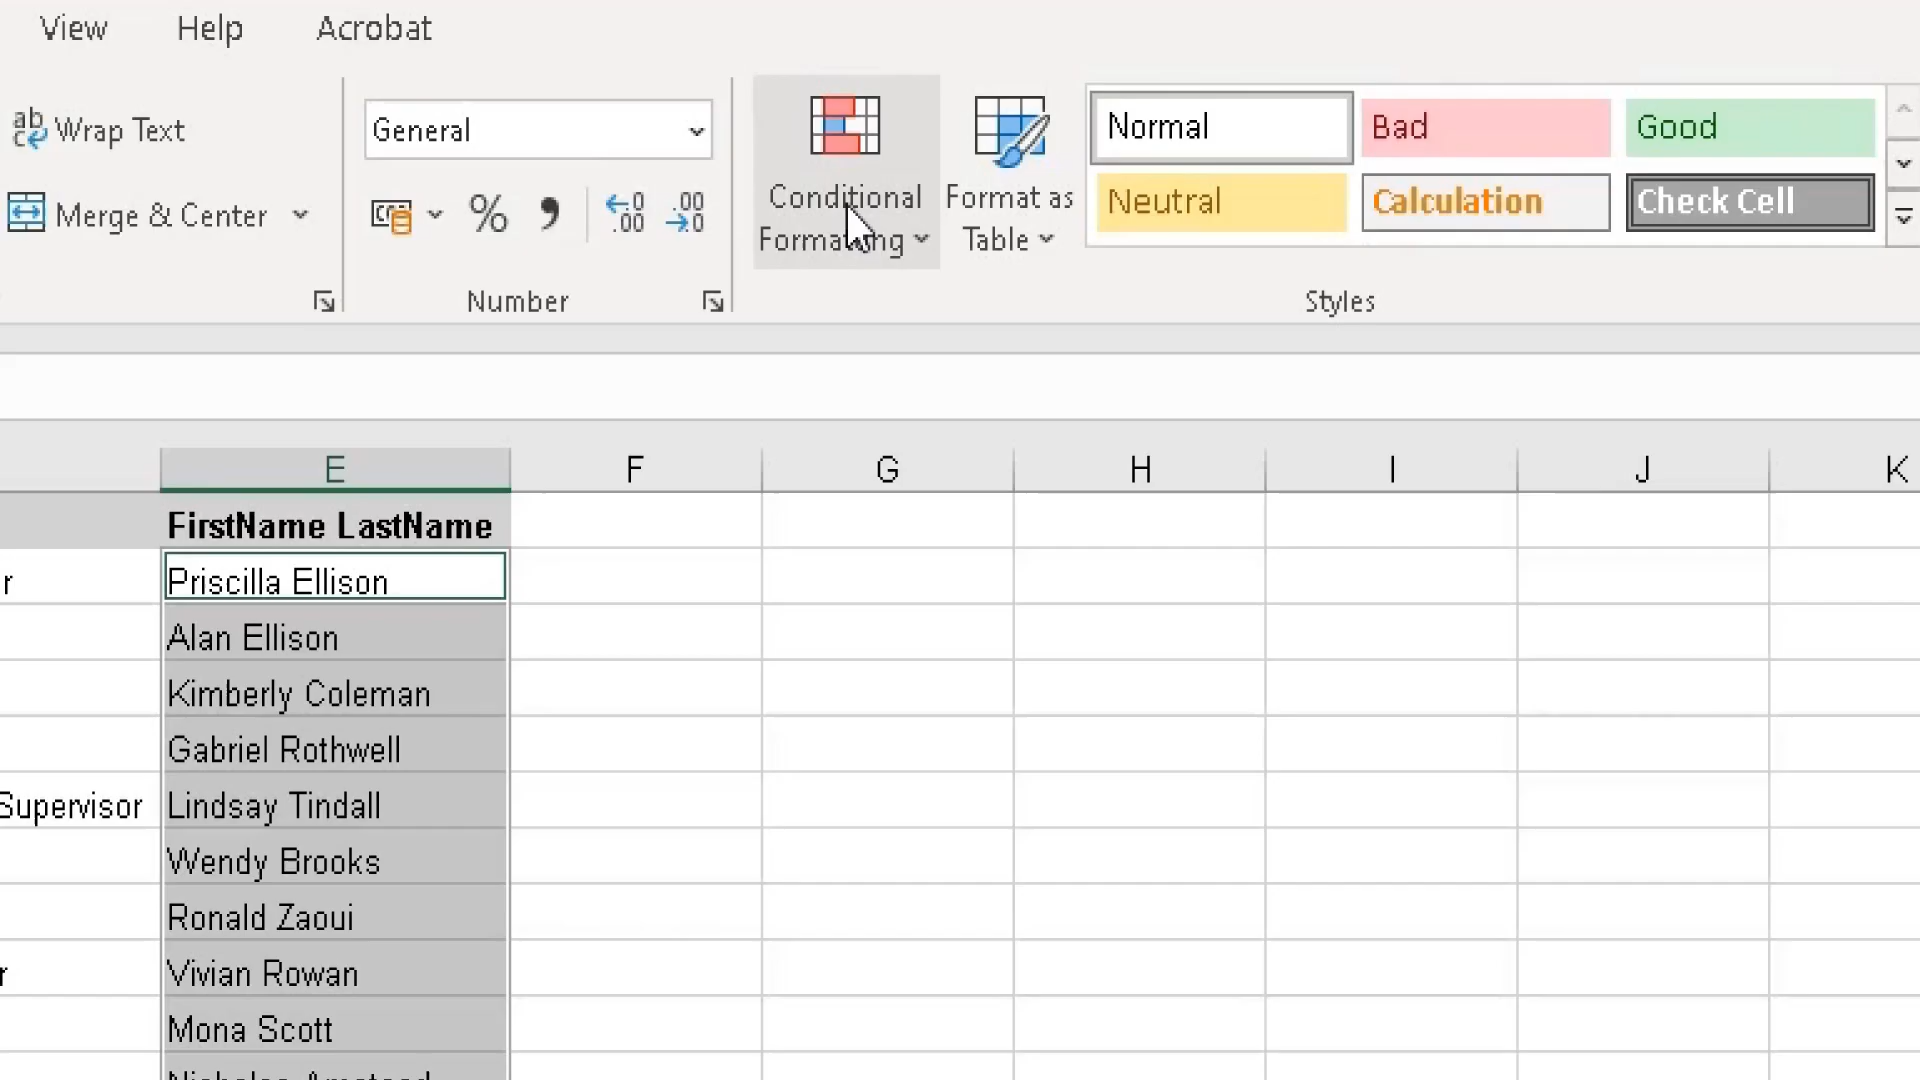 View Help Acrobat
Wrap Text
General
Conditional
Formatting
Format as
Table
Normal Bad Good
Neutral Calculation Check Cell
Merge & Center
% , .00 .00
Number
Styles
E F G H I J K
FirstName LastName
r Priscilla Ellison
Alan Ellison
Kimberly Coleman
Gabriel Rothwell
Supervisor Lindsay Tindall
Wendy Brooks
Ronald Zaoui
r Vivian Rowan
Mona Scott